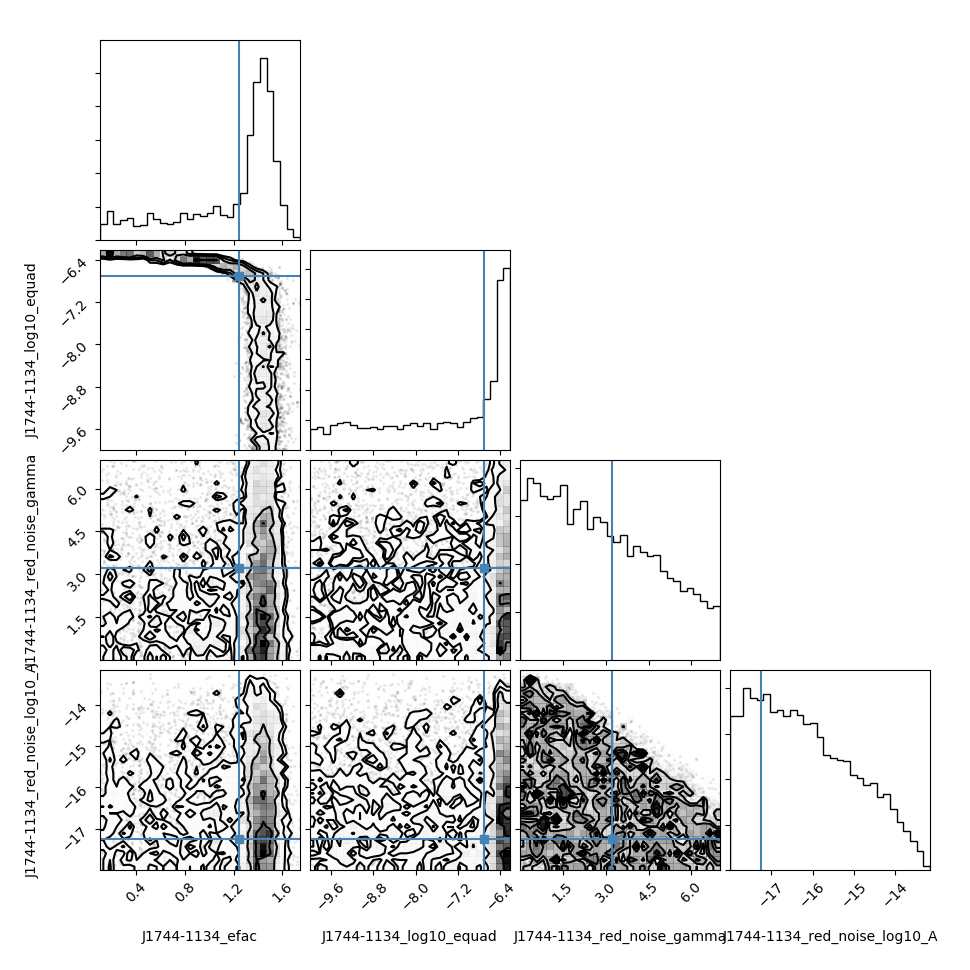 J1744-1134_log10_equad
−6.4
−7.2
−8.0
−8.8
−9.6
J1744-1134_red_noise_gamma
6.0
4.5
3.0
1.5
J1744-1134_red_noise_log10_A
−14
−15
−16
−17
0.4 0.8 1.2 1.6
−9.6 −8.8 −8.0 −7.2 −6.4
1.5 3.0 4.5 6.0
−17 −16 −15 −14
J1744-1134_efac J1744-1134_log10_equad J1744-1134_red_noise_gamma J1744-1134_red_noise_log10_A